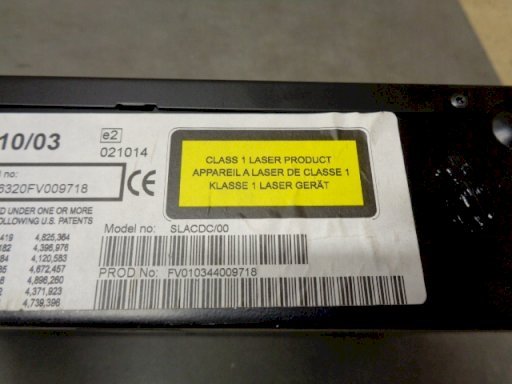 10/03
e2
021014
no:
6320FV009718
CE
CLASS 1 LASER PRODUCT
APPAREIL A LASER DE CLASSE 1
KLASSE 1 LASER GERÄT
UNDER ONE OR MORE
FOLLOWING U.S. PATENTS
4,825,364
4,396,976
4,120,583
4,672,457
4,896,260
4,371,923
4,739,396
Model no: SLACDC/00
PROD.No: FV010344009718